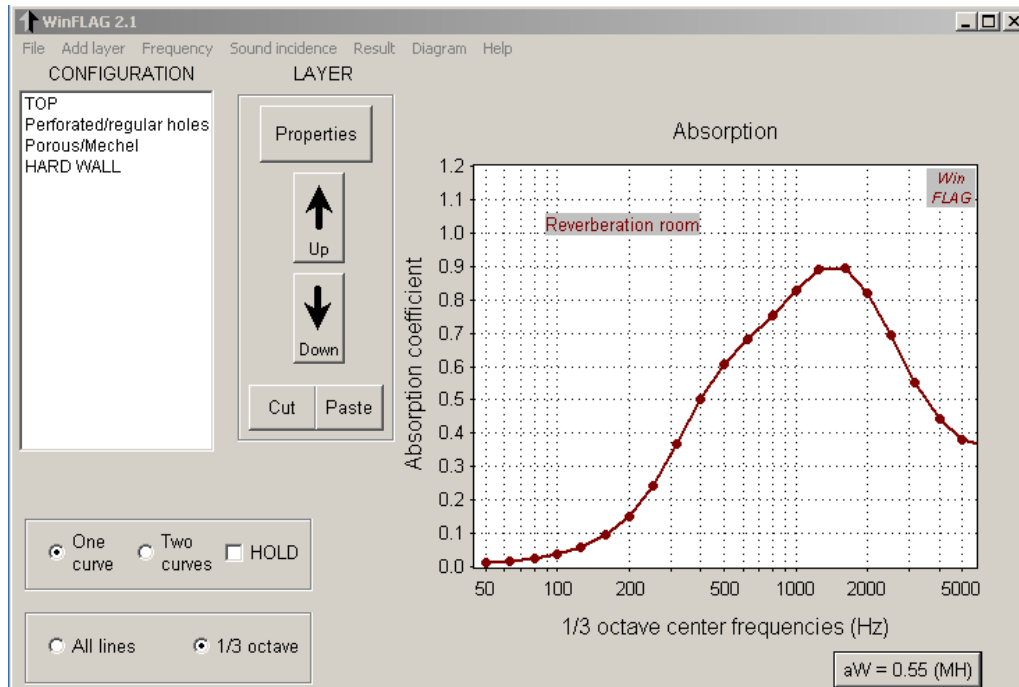 WinFLAG 2.1
File Add layer Frequency Sound incidence Result Diagram Help
CONFIGURATION
TOP
Perforated/regular holes
Porous/Mechel
HARD WALL
LAYER
Properties
Up
Down
Cut Paste
One
curve
Two
curves
HOLD
All lines 1/3 octave
Absorption
Win
FLAG
Reverberation room
Absorption coefficient
1.2
1.1
1.0
0.9
0.8
0.7
0.6
0.5
0.4
0.3
0.2
0.1
0.0
50 100 200 500 1000 2000 5000
1/3 octave center frequencies (Hz)
aW = 0.55 (MH)